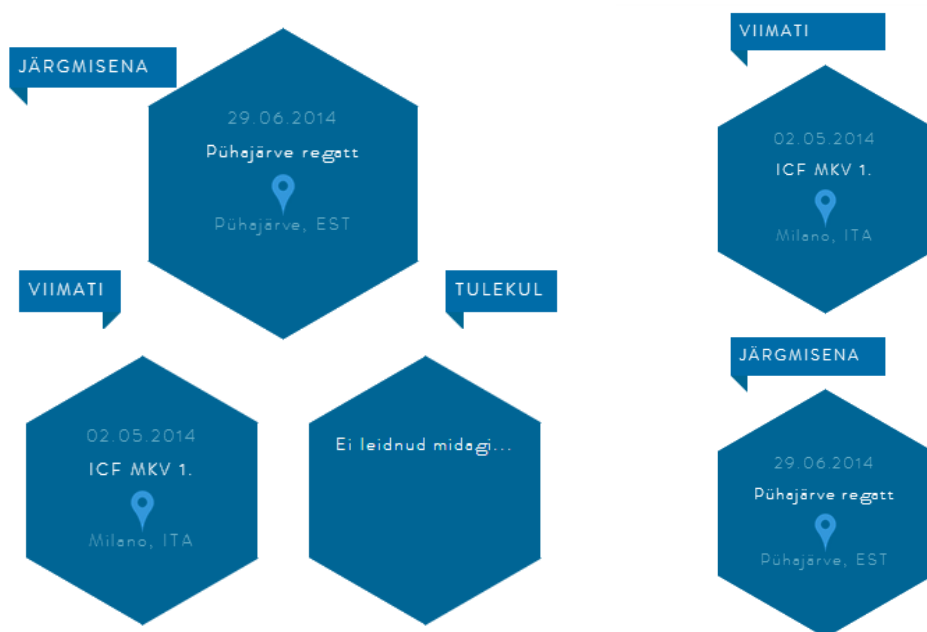 JÄRGMISENA
29.06.2014
Pühajärve regatt
Pühajärve, EST
VIIMATI
02.05.2014
ICF MKV 1.
Milano, ITA
TULEKUL
Ei leidnud midagi...
VIIMATI
02.05.2014
ICF MKV 1.
Milano, ITA
JÄRGMISENA
29.06.2014
Pühajärve regatt
Pühajärve, EST